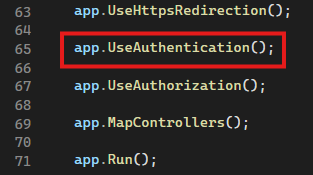 63 app.UseHttpsRedirection();
64
65 app.UseAuthentication();
66
67 app.UseAuthorization();
68
69 app.MapControllers();
70
71 app.Run();